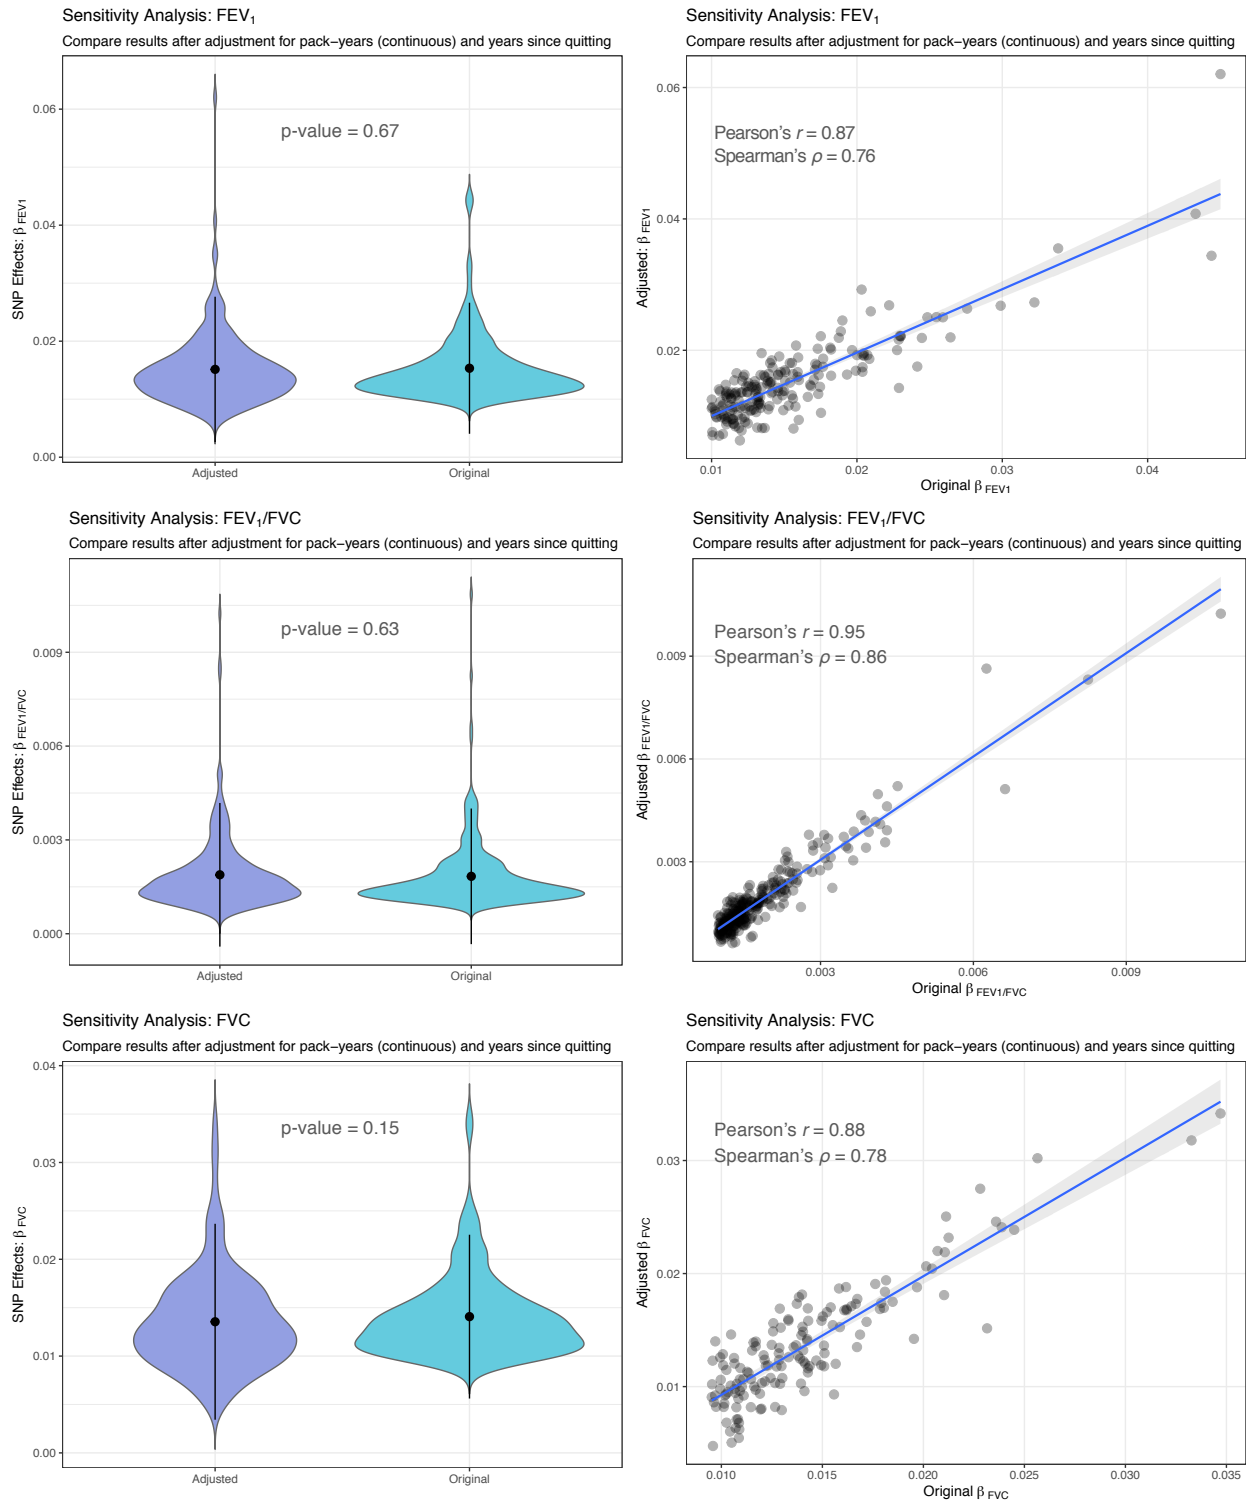 Sensitivity Analysis: FEV₁
Compare results after adjustment for pack−years (continuous) and years since quitting
p-value = 0.67
SNP Effects: β FEV1
0.06
0.04
0.02
0.00
Adjusted
Original
Sensitivity Analysis: FEV₁
Compare results after adjustment for pack−years (continuous) and years since quitting
Pearson's r = 0.87
Spearman's ρ = 0.76
Adjusted: β FEV1
0.06
0.04
0.02
0.01
0.02
0.03
0.04
Original β FEV1
Sensitivity Analysis: FEV₁/FVC
Compare results after adjustment for pack−years (continuous) and years since quitting
p-value = 0.63
SNP Effects: β FEV1/FVC
0.009
0.006
0.003
0.000
Adjusted
Original
Sensitivity Analysis: FEV₁/FVC
Compare results after adjustment for pack−years (continuous) and years since quitting
Pearson's r = 0.95
Spearman's ρ = 0.86
Adjusted β FEV1/FVC
0.009
0.006
0.003
0.003
0.006
0.009
Original β FEV1/FVC
Sensitivity Analysis: FVC
Compare results after adjustment for pack−years (continuous) and years since quitting
p-value = 0.15
SNP Effects: β FVC
0.04
0.03
0.02
0.01
0.00
Adjusted
Original
Sensitivity Analysis: FVC
Compare results after adjustment for pack−years (continuous) and years since quitting
Pearson's r = 0.88
Spearman's ρ = 0.78
Adjusted β FVC
0.03
0.02
0.01
0.010
0.015
0.020
0.025
0.030
0.035
Original β FVC